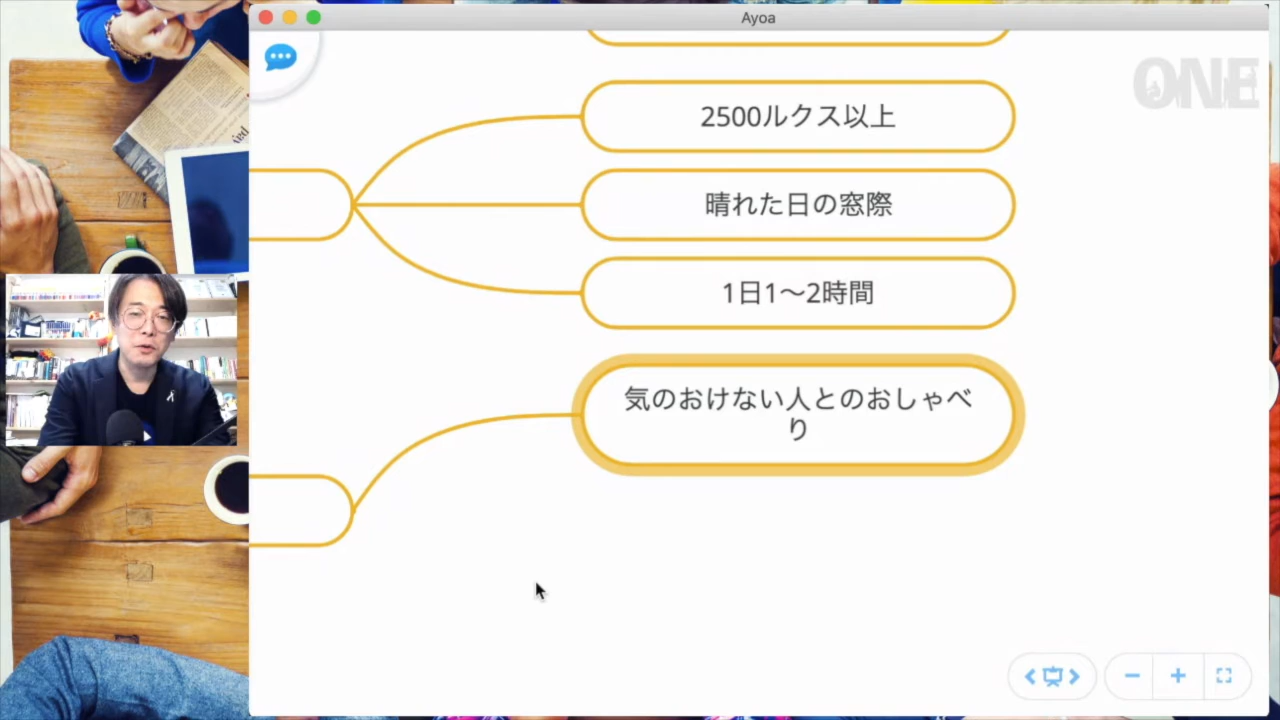 Ayoa
ONE
2500ルクス以上
晴れた日の窓際
1日1～2時間
気のおけない人とのおしゃべ
り